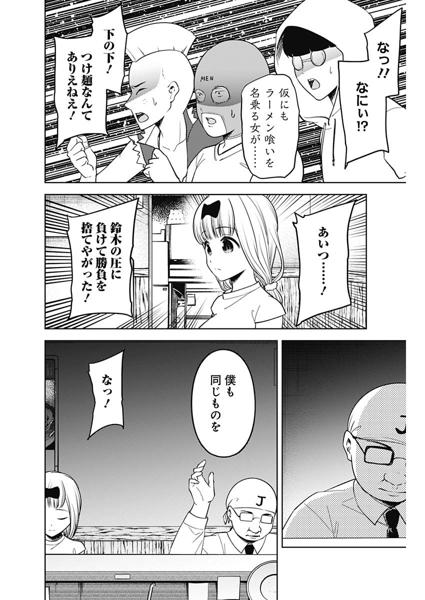 なっ!!
なにぃ!?
MEN
仮にも
ラーメン喰いを
名乗る女が……
下の下!
つけ麺なんて
ありえねえ!
あいつ……!
鈴木の圧に
負けて勝負を
捨てやがった!
J
僕も
同じものを
J
なっ!